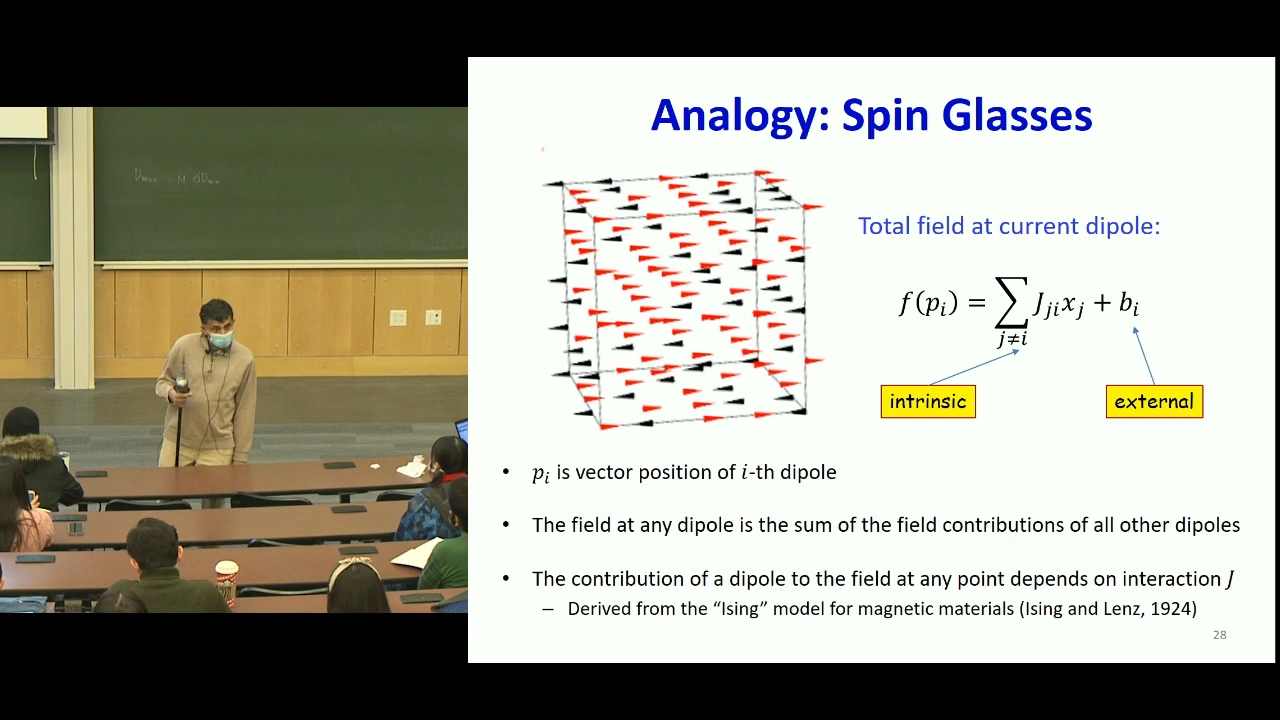 Analogy: Spin Glasses
Total field at current dipole:
f(p_i) = ∑_{j≠i} J_{ji}x_j + b_i
intrinsic
external
• p_i is vector position of i-th dipole
• The field at any dipole is the sum of the field contributions of all other dipoles
• The contribution of a dipole to the field at any point depends on interaction J
– Derived from the “Ising” model for magnetic materials (Ising and Lenz, 1924)
28